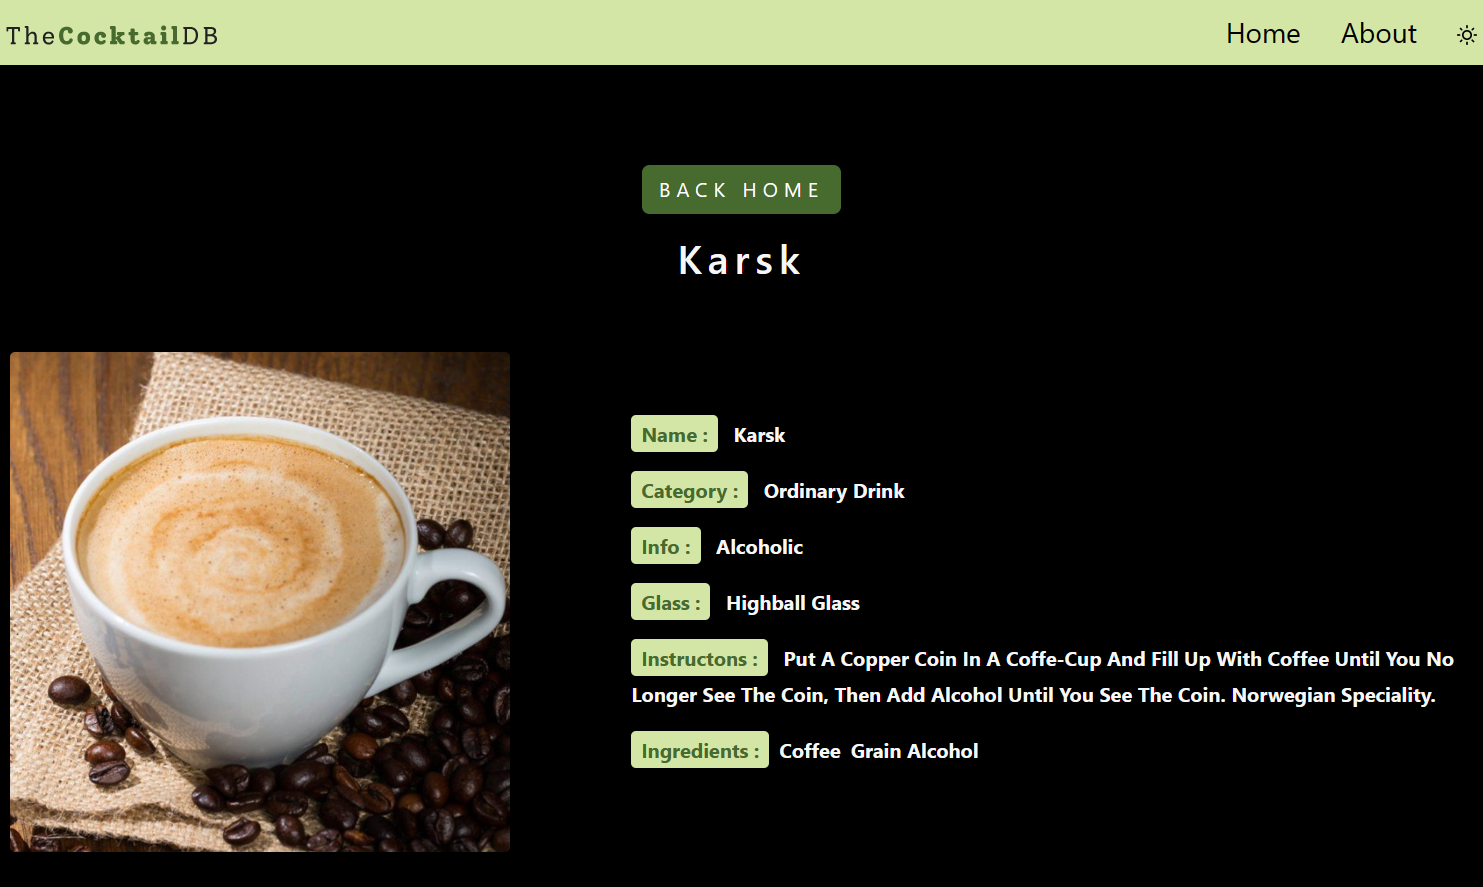 TheCocktailDB
Home About
BACK HOME
Karsk
Name : Karsk
Category : Ordinary Drink
Info : Alcoholic
Glass : Highball Glass
Instructons : Put A Copper Coin In A Coffe-Cup And Fill Up With Coffee Until You No
Longer See The Coin, Then Add Alcohol Until You See The Coin. Norwegian Speciality.
Ingredients : Coffee Grain Alcohol